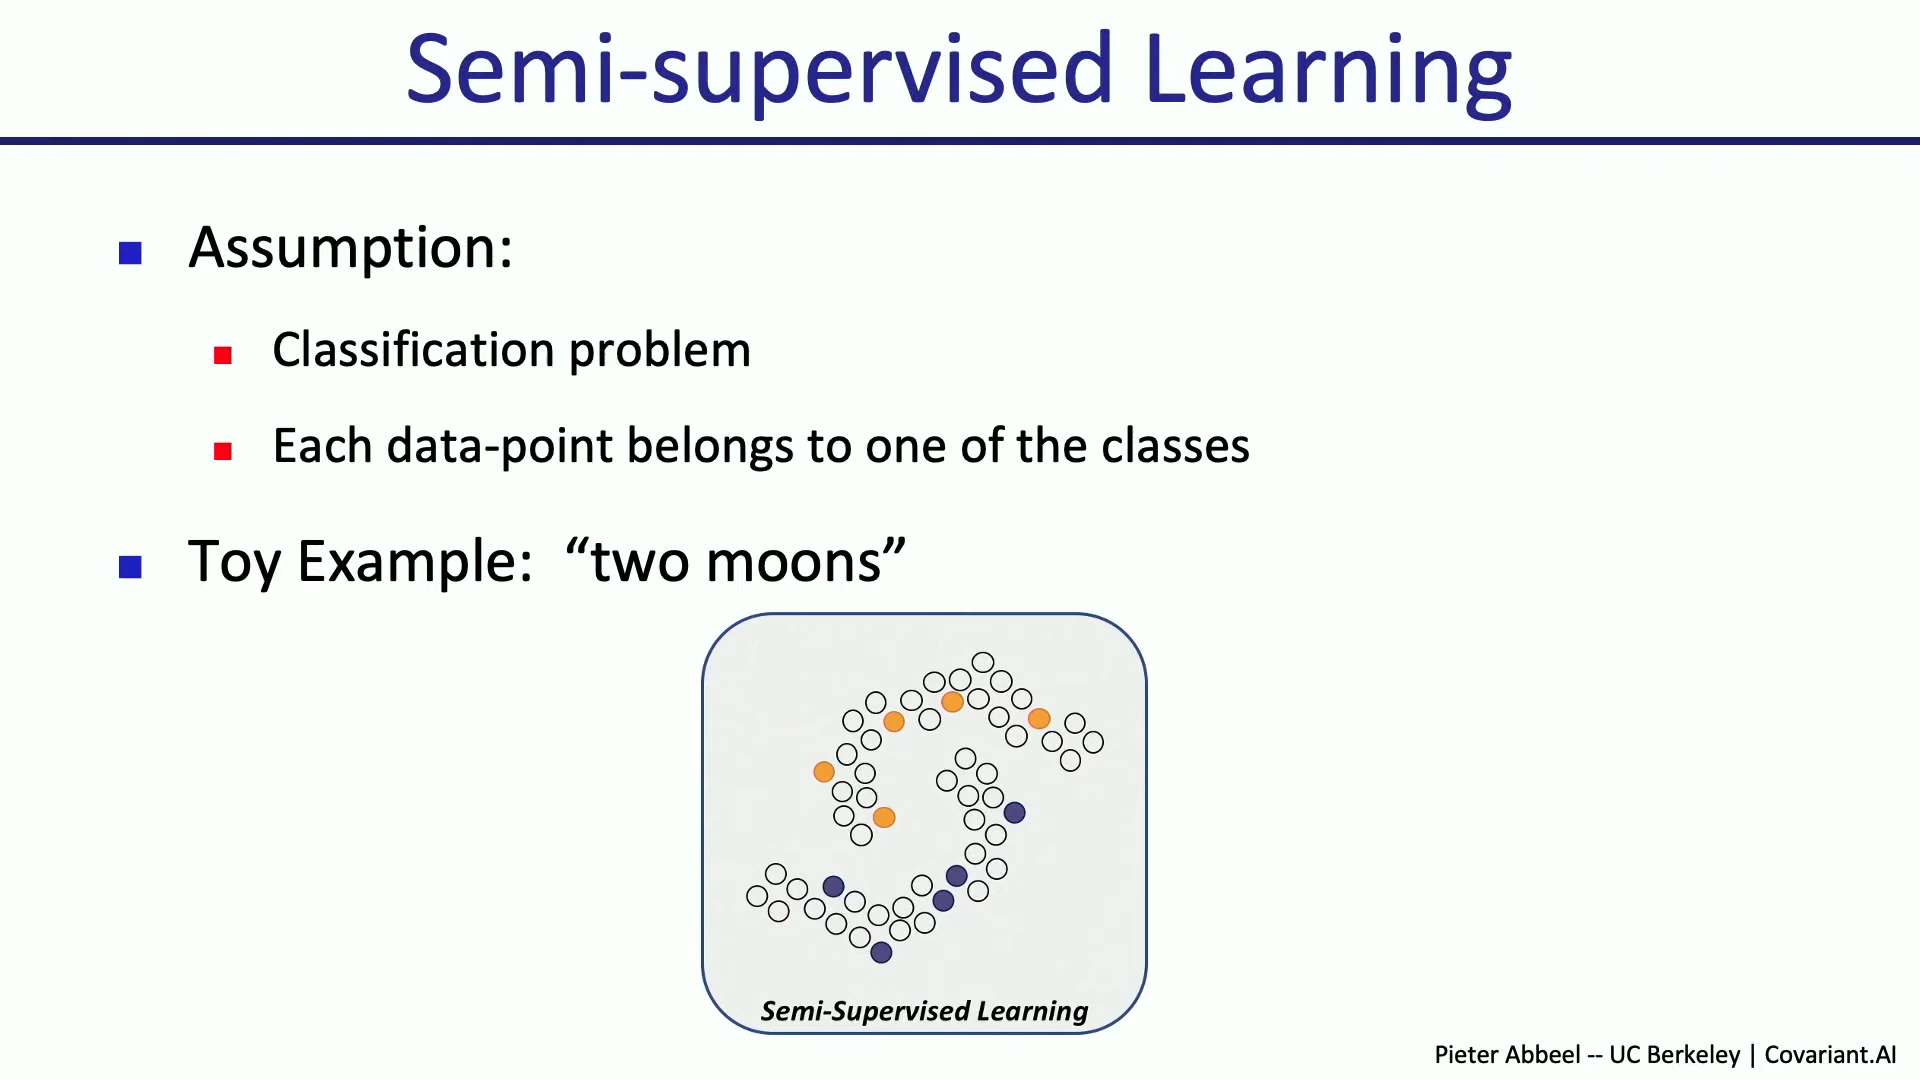 Semi-supervised Learning
Assumption:
Classification problem
Each data-point belongs to one of the classes
Toy Example: “two moons”
Semi-Supervised Learning
Pieter Abbeel -- UC Berkeley | Covariant.AI